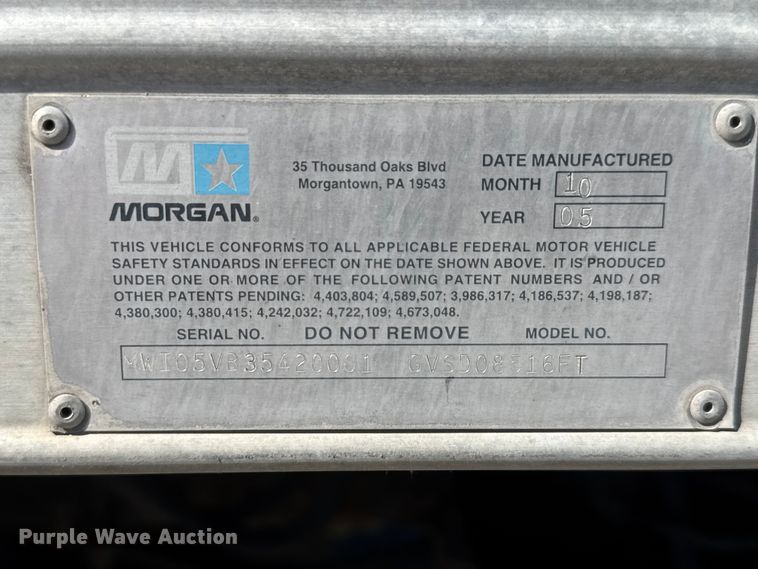 M
MORGAN®
35 Thousand Oaks Blvd
Morgantown, PA 19543
DATE MANUFACTURED
MONTH 10
YEAR 05
THIS VEHICLE CONFORMS TO ALL APPLICABLE FEDERAL MOTOR VEHICLE
SAFETY STANDARDS IN EFFECT ON THE DATE SHOWN ABOVE. IT IS PRODUCED
UNDER ONE OR MORE OF THE FOLLOWING PATENT NUMBERS AND / OR
OTHER PATENTS PENDING: 4,403,804; 4,589,507; 3,986,317; 4,186,537; 4,198,187;
4,380,300; 4,380,415; 4,242,032; 4,722,109; 4,673,048.
SERIAL NO. DO NOT REMOVE MODEL NO.
Purple Wave Auction